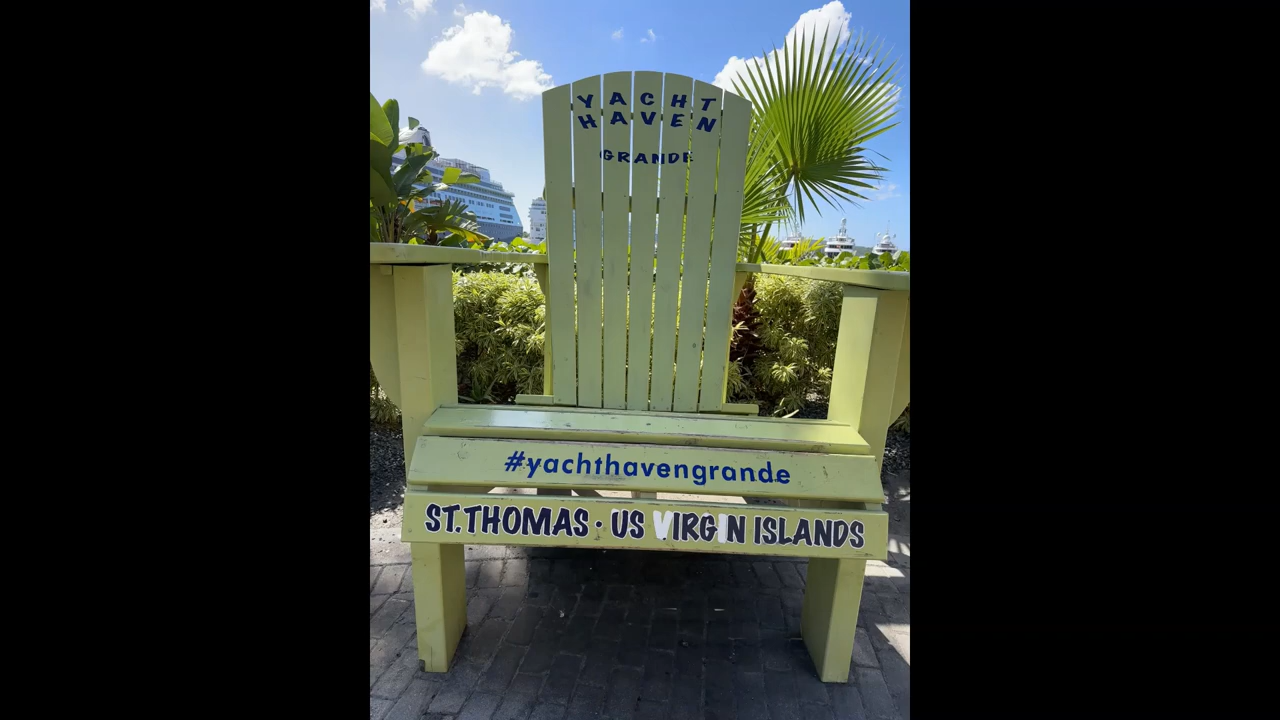 YACHT
HAVEN
GRANDE
#yachthavengrande
ST.THOMAS • US VIRGIN ISLANDS